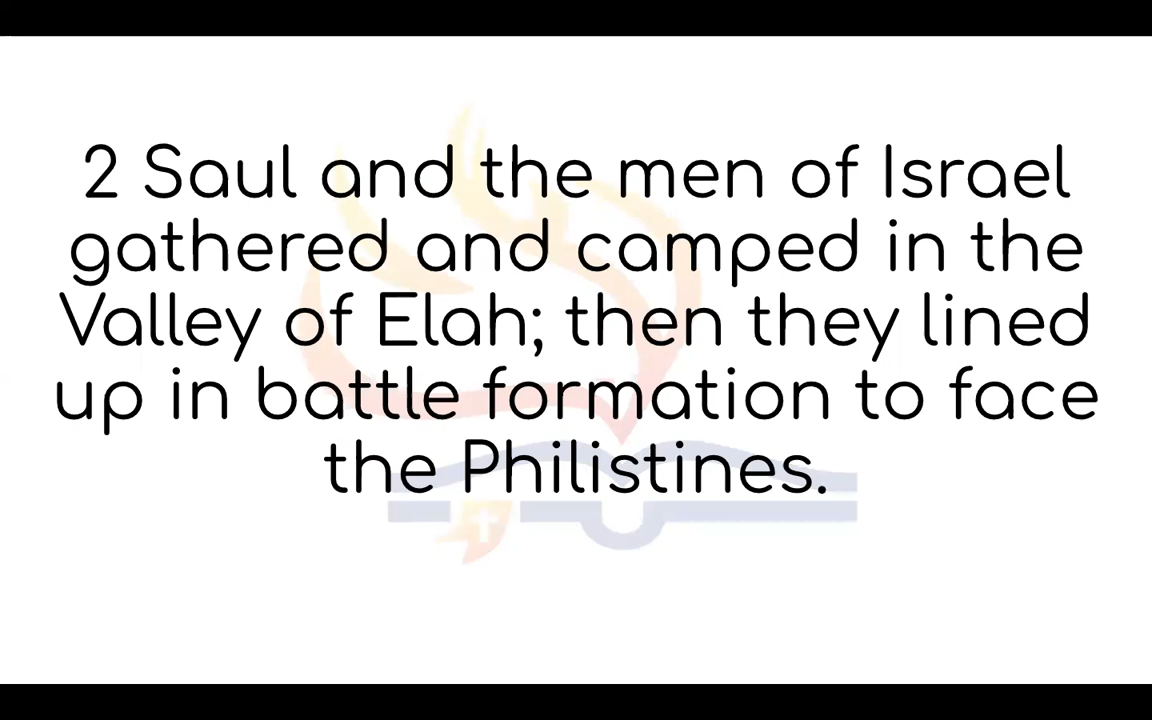 2 Saul and the men of Israel
gathered and camped in the
Valley of Elah; then they lined
up in battle formation to face
the Philistines.